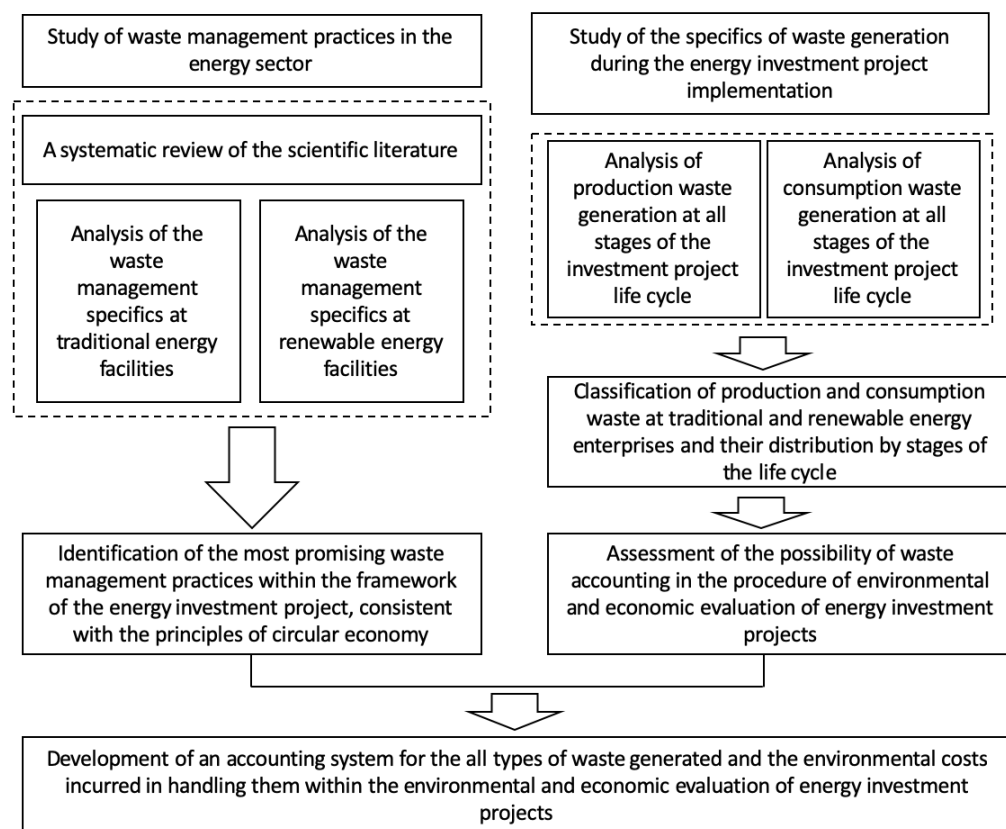 Study of waste management practices in the
energy sector
Study of the specifics of waste generation
during the energy investment project
implementation
A systematic review of the scientific literature
Analysis of the
waste
management
specifics at
traditional energy
facilities
Analysis of the
waste
management
specifics at
renewable energy
facilities
Analysis of
production waste
generation at all
stages of the
investment project
life cycle
Analysis of
consumption waste
generation at all
stages of the
investment project
life cycle
Classification of production and consumption
waste at traditional and renewable energy
enterprises and their distribution by stages of
the life cycle
Identification of the most promising waste
management practices within the framework
of the energy investment project, consistent
with the principles of circular economy
Assessment of the possibility of waste
accounting in the procedure of environmental
and economic evaluation of energy investment
projects
Development of an accounting system for the all types of waste generated and the environmental costs
incurred in handling them within the environmental and economic evaluation of energy investment
projects